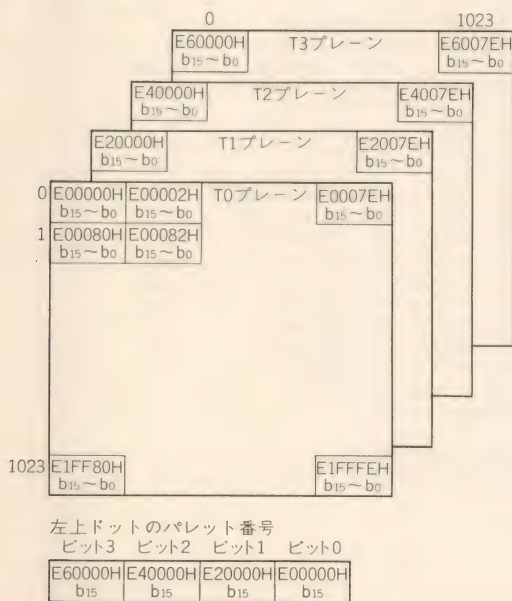 0 1023
E60000H T3プレーン E6007EH
b15～b0 b15～b0
E40000H T2プレーン E4007EH
b15～b0 b15～b0
E20000H T1プレーン E2007EH
b15～b0 b15～b0
0 E00000H E00002H T0プレーン E0007EH
b15～b0 b15～b0 b15～b0
1 E00080H E00082H
b15～b0 b15～b0
1023 E1FF80H E1FFFEH
b15～b0 b15～b0
左上ドットのパレット番号
ビット3 ビット2 ビット1 ビット0
E60000H E40000H E20000H E00000H
b15 b15 b15 b15